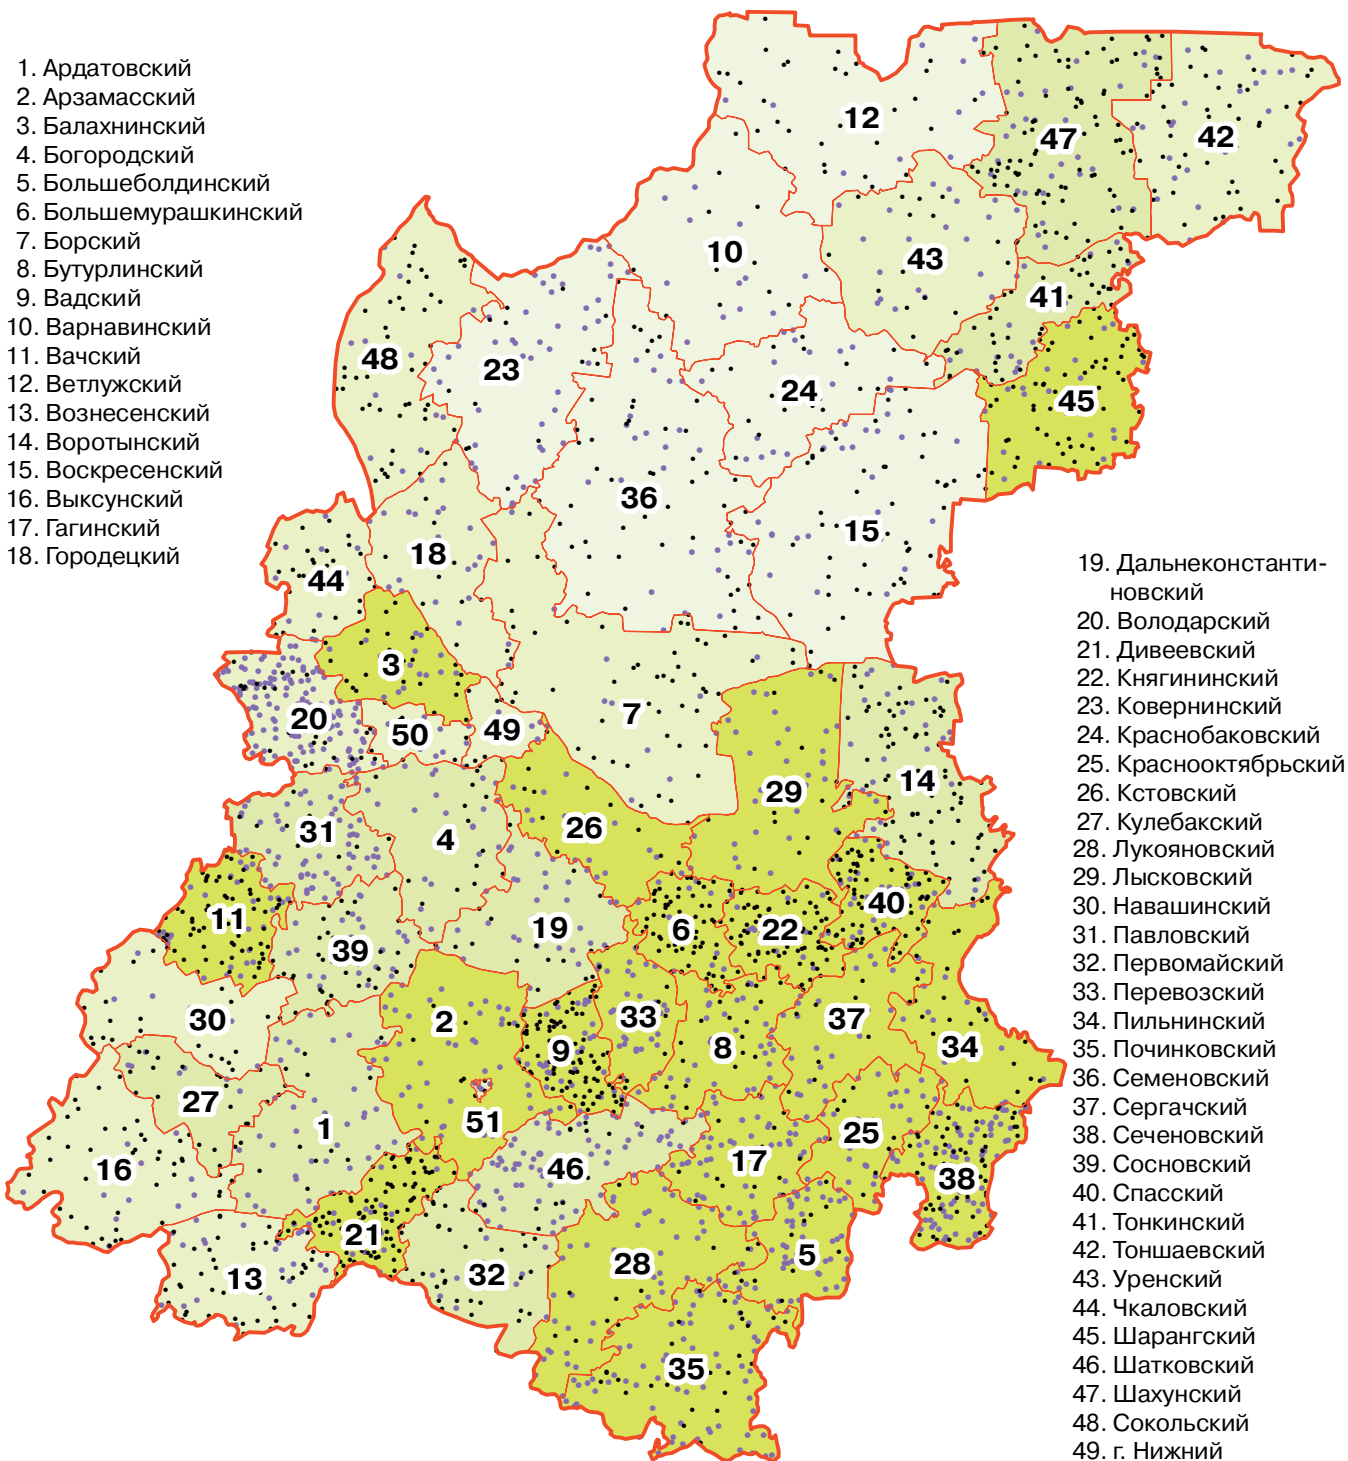 1. Ардатовский
2. Арзамасский
3. Балахнинский
4. Богородский
5. Большеболдинский
6. Большемурашкинский
7. Борский
8. Бутурлинский
9. Вадский
10. Варнавинский
11. Вачский
12. Ветлужский
13. Вознесенский
14. Воротынский
15. Воскресенский
16. Выксунский
17. Гагинский
18. Городецкий
12
47
42
10
43
41
48
23
24
45
36
15
18
44
3
20
50
49
7
14
29
31
4
26
11
39
19
6
22
40
30
2
9
33
8
37
34
27
1
51
46
17
25
38
16
21
13
32
28
5
35
19. Дальнеконстанти-
новский
20. Володарский
21. Дивеевский
22. Княгининский
23. Ковернинский
24. Краснобаковский
25. Краснооктябрьский
26. Кстовский
27. Кулебакский
28. Лукояновский
29. Лысковский
30. Навашинский
31. Павловский
32. Первомайский
33. Перевозский
34. Пильнинский
35. Починковский
36. Семеновский
37. Сергачский
38. Сеченовский
39. Сосновский
40. Спасский
41. Тонкинский
42. Тоншаевский
43. Уренский
44. Чкаловский
45. Шарангский
46. Шатковский
47. Шахунский
48. Сокольский
49. г. Нижний